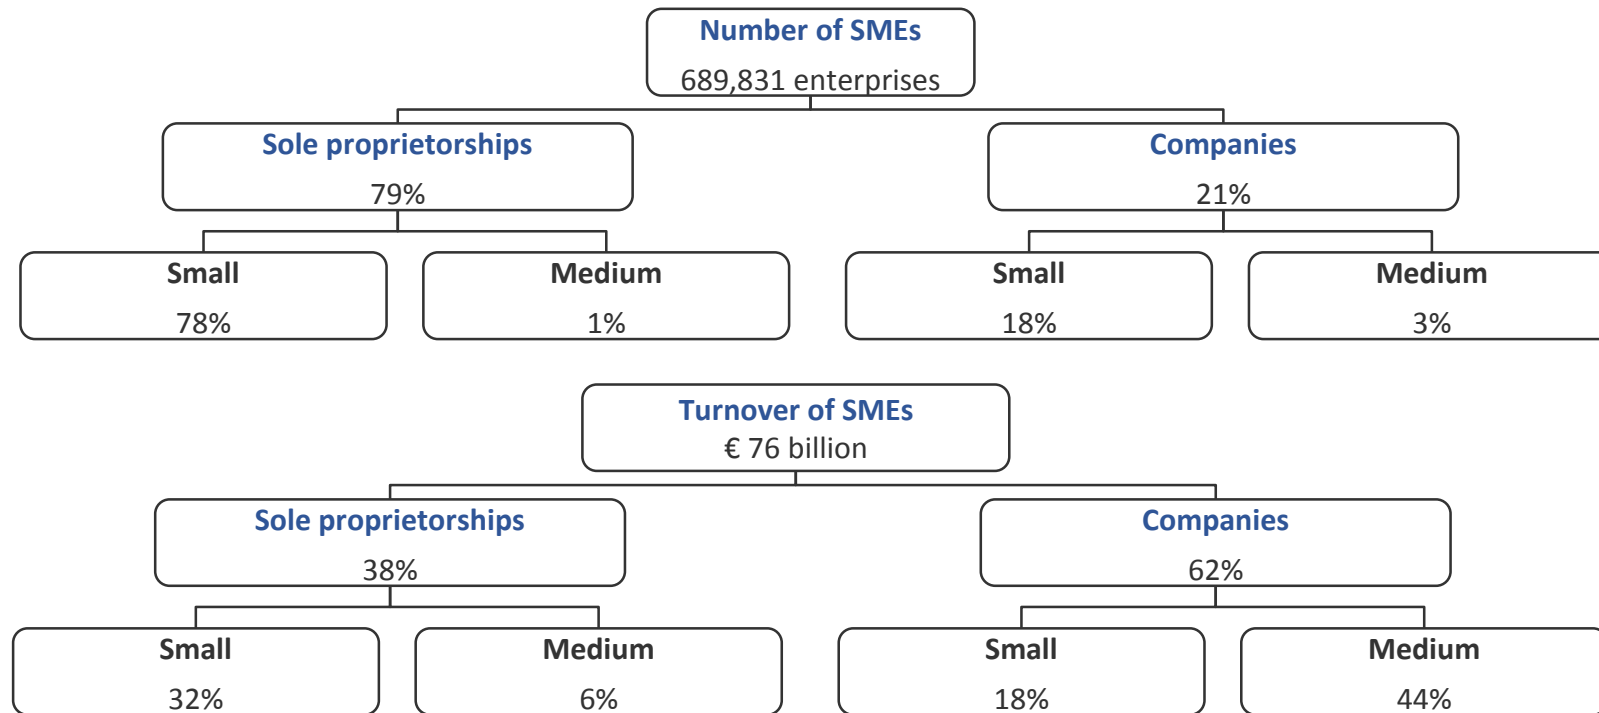 Number of SMEs
689,831 enterprises
Sole proprietorships
79%
Companies
21%
Small
78%
Medium
1%
Small
18%
Medium
3%
Turnover of SMEs
€ 76 billion
Sole proprietorships
38%
Companies
62%
Small
32%
Medium
6%
Small
18%
Medium
44%